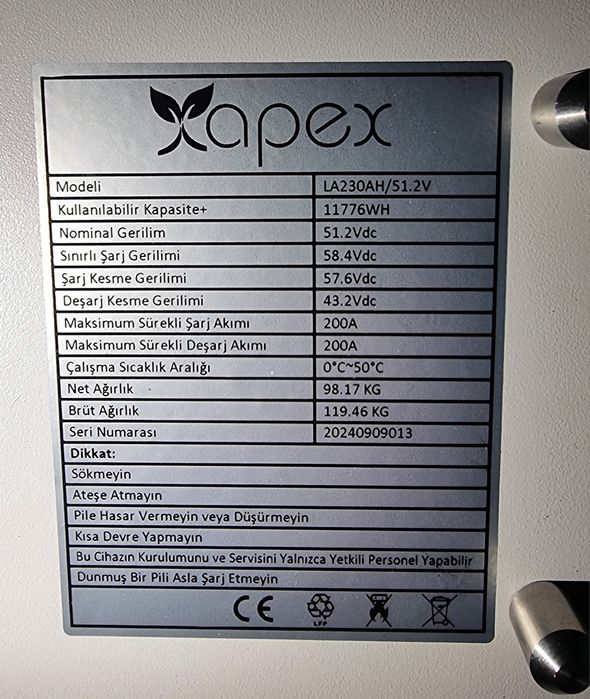 xapex
Modeli LA230AH/51.2V
Kullanılabilir Kapasite+ 11776WH
Nominal Gerilim 51.2Vdc
Sınırlı Şarj Gerilimi 58.4Vdc
Şarj Kesme Gerilimi 57.6Vdc
Deşarj Kesme Gerilimi 43.2Vdc
Maksimum Sürekli Şarj Akımı 200A
Maksimum Sürekli Deşarj Akımı 200A
Çalışma Sıcaklık Aralığı 0°C~50°C
Net Ağırlık 98.17 KG
Brüt Ağırlık 119.46 KG
Seri Numarası 20240909013
Dikkat:
Sökmeyin
Ateşe Atmayın
Pile Hasar Vermeyin veya Düşürmeyin
Kısa Devre Yapmayın
Bu Cihazın Kurulumunu ve Servisini Yalnızca Yetkili Personel Yapabilir
Dunmuş Bir Pili Asla Şarj Etmeyin
CE
LFP